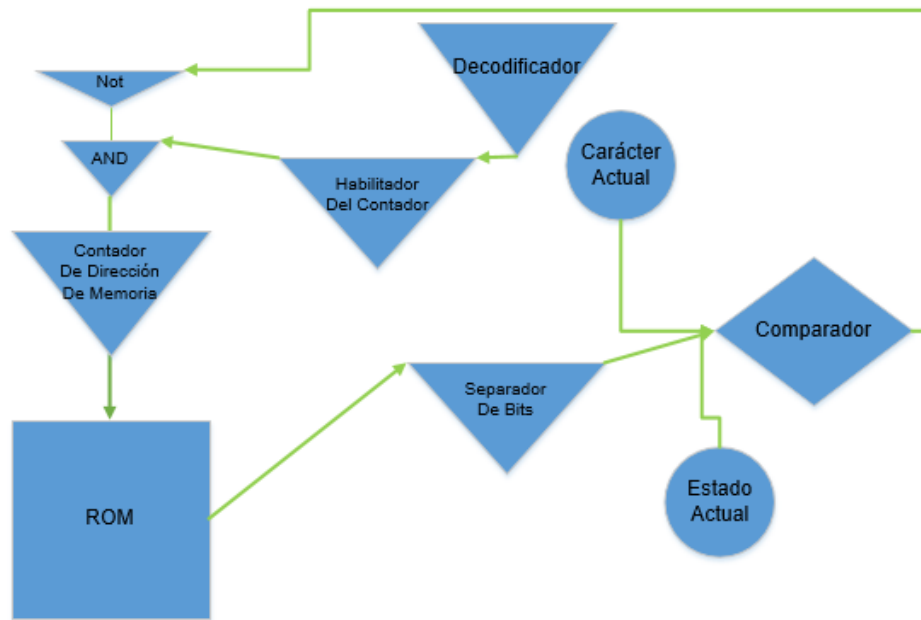 Decodificador
Not
AND
Carácter
Actual
Habilitador
Del Contador
Contador
De Dirección
De Memoria
Comparador
Separador
De Bits
ROM
Estado
Actual